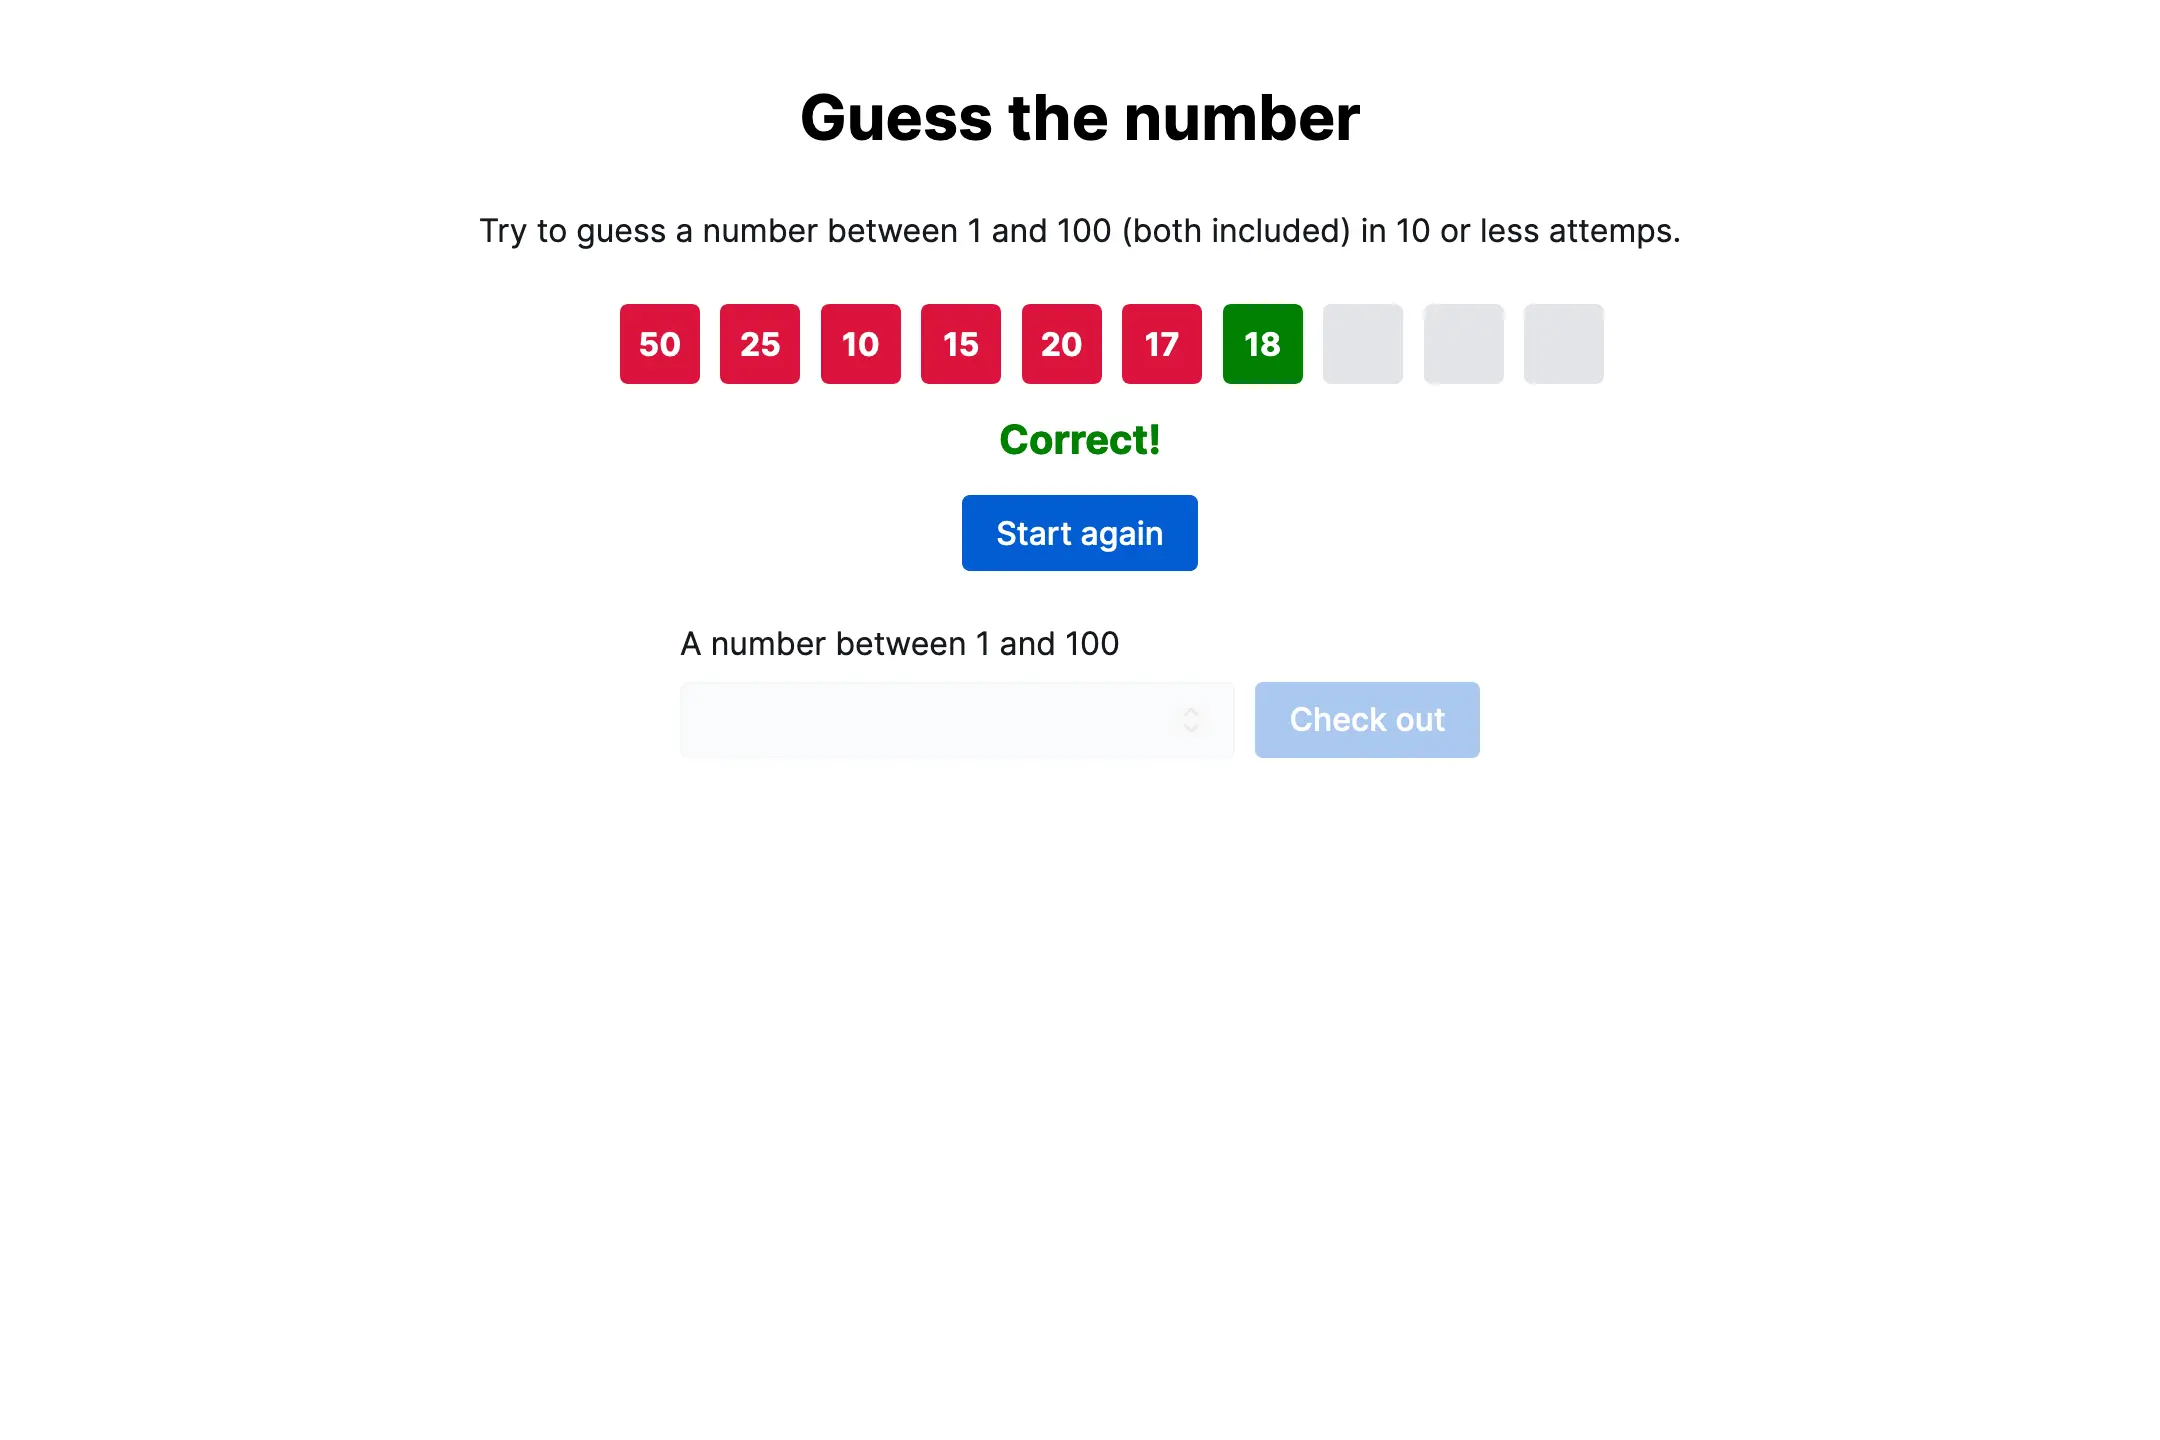 Guess the number
Try to guess a number between 1 and 100 (both included) in 10 or less attemps.
50 25 10 15 20 17 18
Correct!
Start again
A number between 1 and 100
Check out